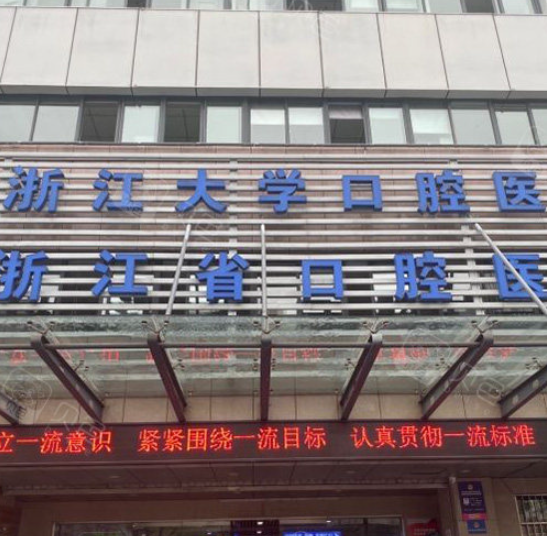 浙江大学口腔医
浙江省口腔医
立一流意识 紧紧围绕一流目标 认真贯彻一流标准